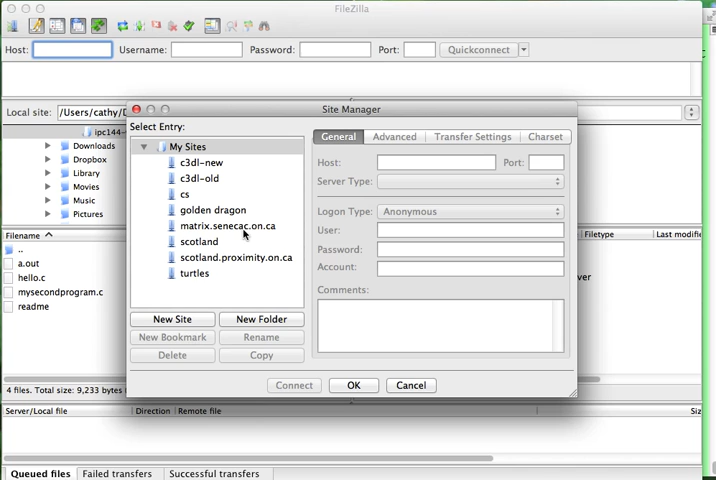 FileZilla
Host: Username: Password: Port: Quickconnect
Local site: /Users/cathy/D
ipc144-
Downloads
Dropbox
Library
Movies
Music
Pictures
Filename
..
a.out
hello.c
mysecondprogram.c
readme
4 files. Total size: 9,233 bytes
Filetype Last modifie
ver
Site Manager
Select Entry:
My Sites
c3dl-new
c3dl-old
cs
golden dragon
matrix.senecac.on.ca
scotland
scotland.proximity.on.ca
turtles
New Site New Folder
New Bookmark Rename
Delete Copy
General Advanced Transfer Settings Charset
Host: Port:
Server Type:
Logon Type: Anonymous
User:
Password:
Account:
Comments:
Connect OK Cancel
Server/Local file Direction Remote file Siz
Queued files Failed transfers Successful transfers